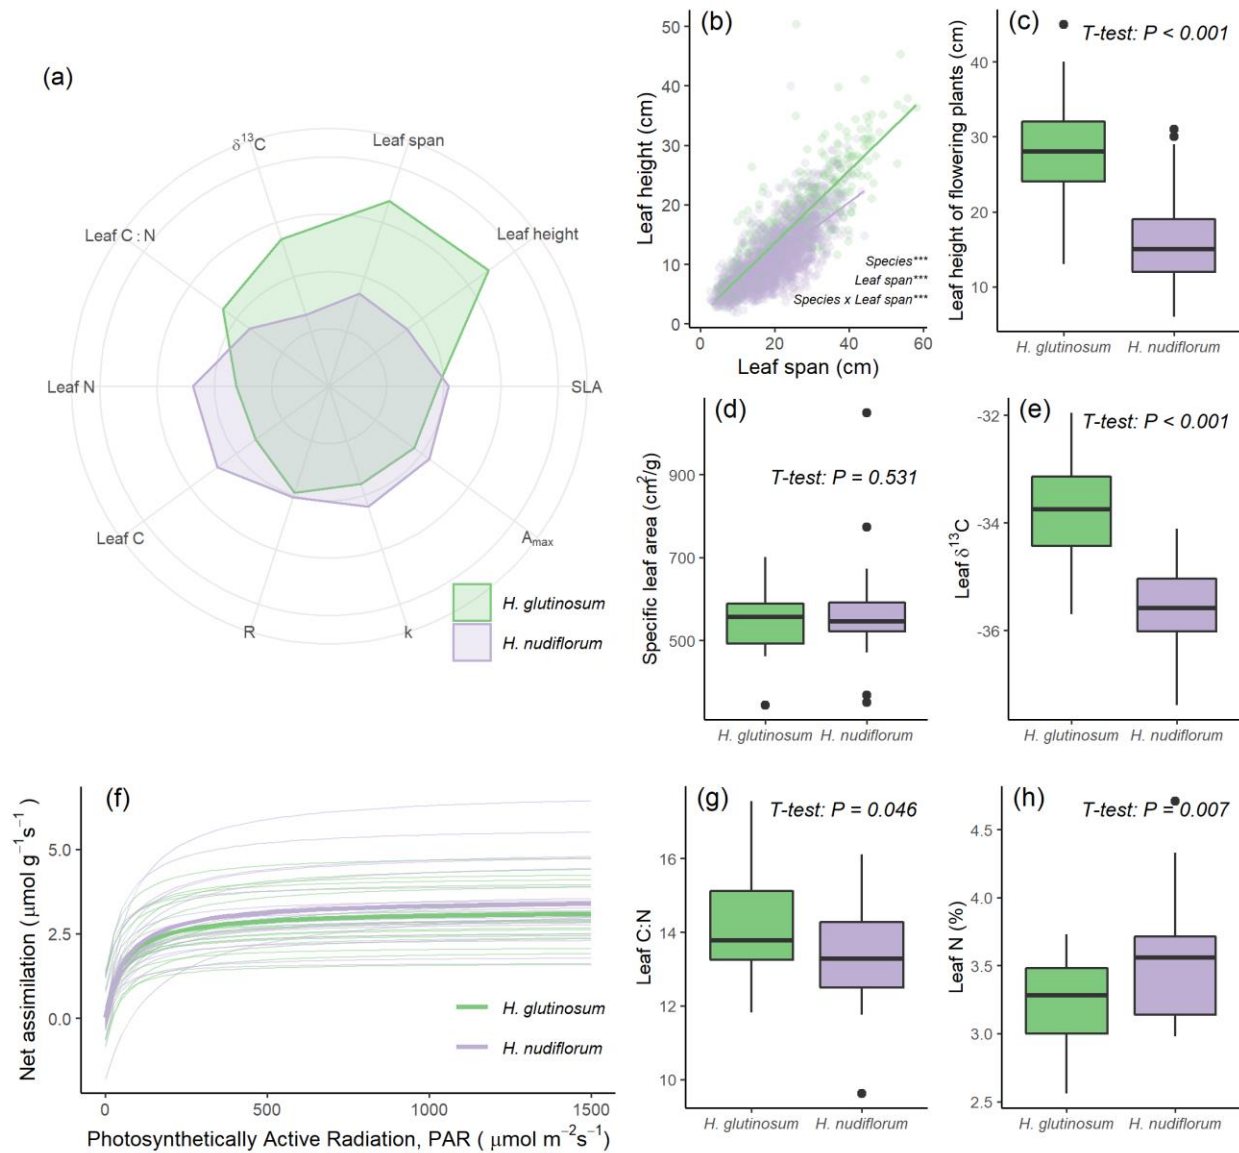 (a)
δ¹³C
Leaf span
Leaf C : N
Leaf height
Leaf N
SLA
Leaf C
Amax
R
k
H. glutinosum
H. nudiflorum
(b)
Leaf height (cm)
50
40
30
20
10
0
Species***
Leaf span***
Species x Leaf span***
0
20
40
60
Leaf span (cm)
(c)
T-test: P < 0.001
Leaf height of flowering plants (cm)
40
30
20
10
H. glutinosum
H. nudiflorum
(d)
T-test: P = 0.531
Specific leaf area (cm²/g)
900
700
500
H. glutinosum
H. nudiflorum
(e)
T-test: P < 0.001
Leaf δ¹³C
-32
-34
-36
H. glutinosum
H. nudiflorum
(f)
Net assimilation ( μmol g⁻¹s⁻¹ )
5.0
2.5
0.0
H. glutinosum
H. nudiflorum
0
500
1000
1500
Photosynthetically Active Radiation, PAR ( μmol m⁻²s⁻¹)
(g)
T-test: P = 0.046
Leaf C:N
16
14
12
10
H. glutinosum
H. nudiflorum
(h)
T-test: P = 0.007
Leaf N (%)
4.5
4.0
3.5
3.0
2.5
H. glutinosum
H. nudiflorum